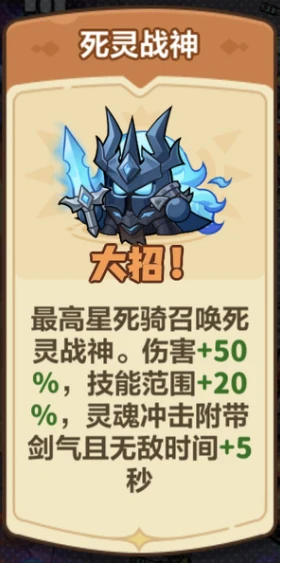 死灵战神
大招！
最高星死骑召唤死
灵战神。伤害+50
%，技能范围+20
%，灵魂冲击附带
剑气且无敌时间+5
秒